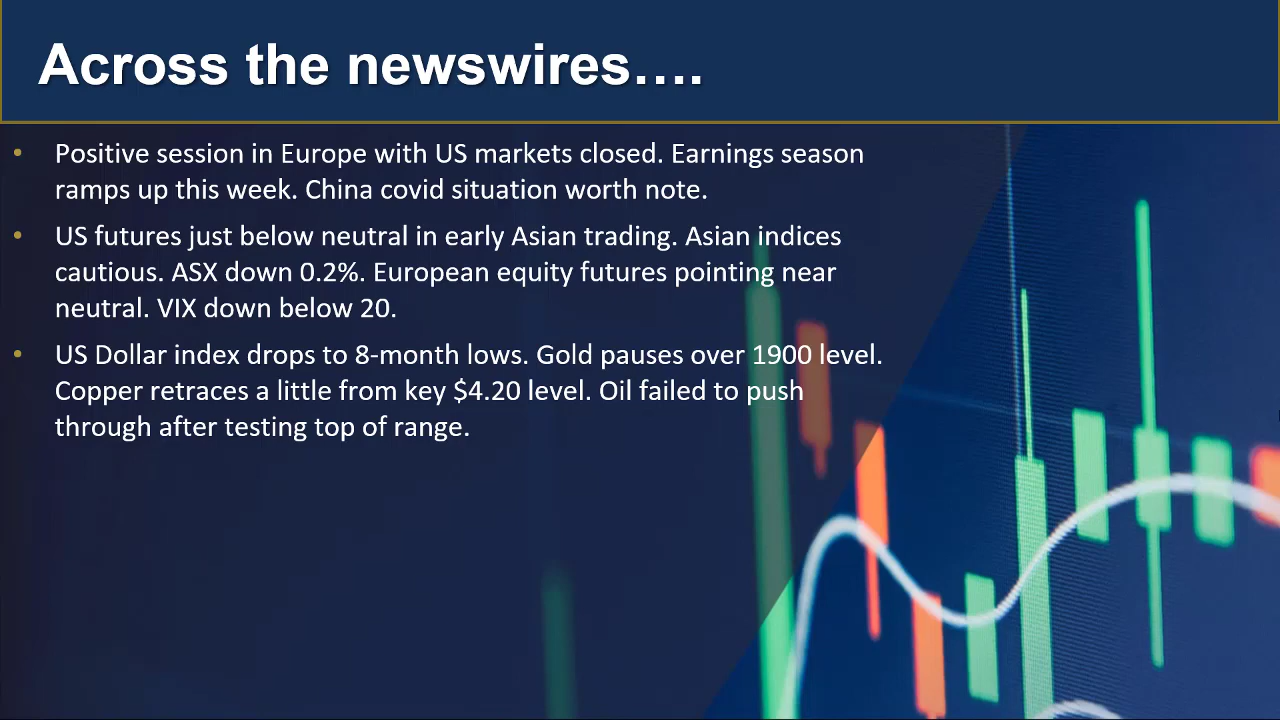 Across the newswires….
• Positive session in Europe with US markets closed. Earnings season
ramps up this week. China covid situation worth note.
• US futures just below neutral in early Asian trading. Asian indices
cautious. ASX down 0.2%. European equity futures pointing near
neutral. VIX down below 20.
• US Dollar index drops to 8-month lows. Gold pauses over 1900 level.
Copper retraces a little from key $4.20 level. Oil failed to push
through after testing top of range.